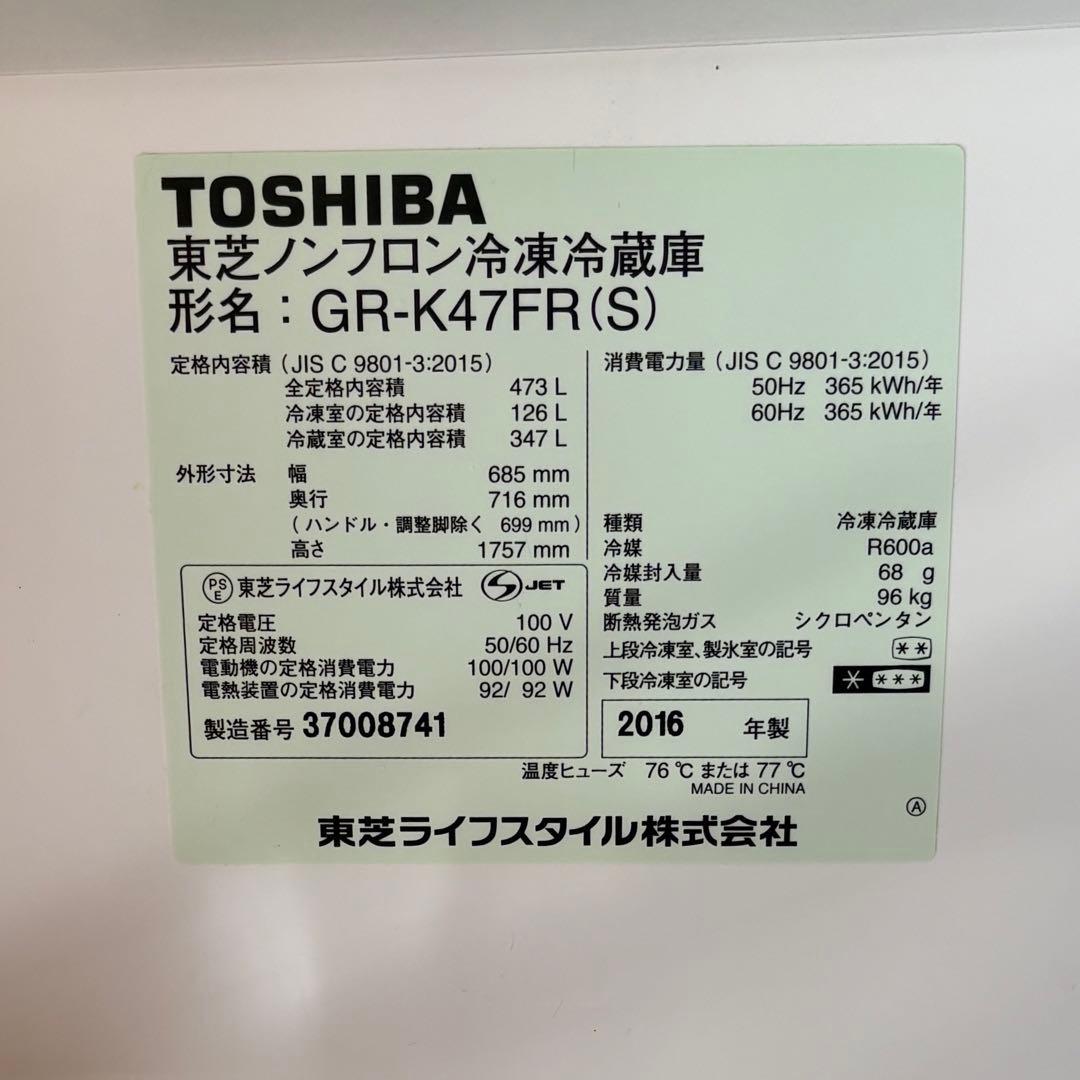 TOSHIBA
東芝ノンフロン冷凍冷蔵庫
形名：GR-K47FR(S)
定格内容積（JIS C 9801-3:2015）
全定格内容積 473 L
冷凍室の定格内容積 126 L
冷蔵室の定格内容積 347 L
外形寸法 幅 685 mm
奥行 716 mm
（ハンドル・調整脚除く 699 mm）
高さ 1757 mm
PSE 東芝ライフスタイル株式会社 S JET
定格電圧 100 V
定格周波数 50/60 Hz
電動機の定格消費電力 100/100 W
電熱装置の定格消費電力 92/ 92 W
製造番号 37008741
消費電力量（JIS C 9801-3:2015）
50Hz 365 kWh/年
60Hz 365 kWh/年
種類 冷凍冷蔵庫
冷媒 R600a
冷媒封入量 68 g
質量 96 kg
断熱発泡ガス シクロペンタン
上段冷凍室、製氷室の記号 **
下段冷凍室の記号 * ***
2016 年製
温度ヒューズ 76℃または77℃
MADE IN CHINA
Ⓐ
東芝ライフスタイル株式会社